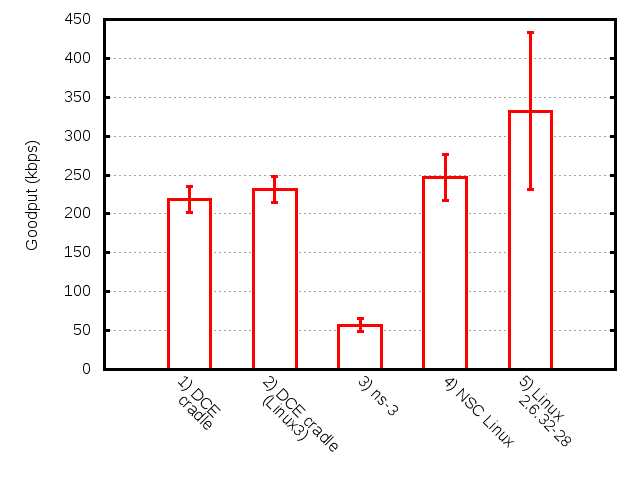 450
400
350
300
250
200
150
100
50
0
Goodput (kbps)
1) DCE
cradle
2) DCE cradle
(Linux3)
3) ns-3
4) NSC Linux
5) Linux
2.6.32-28